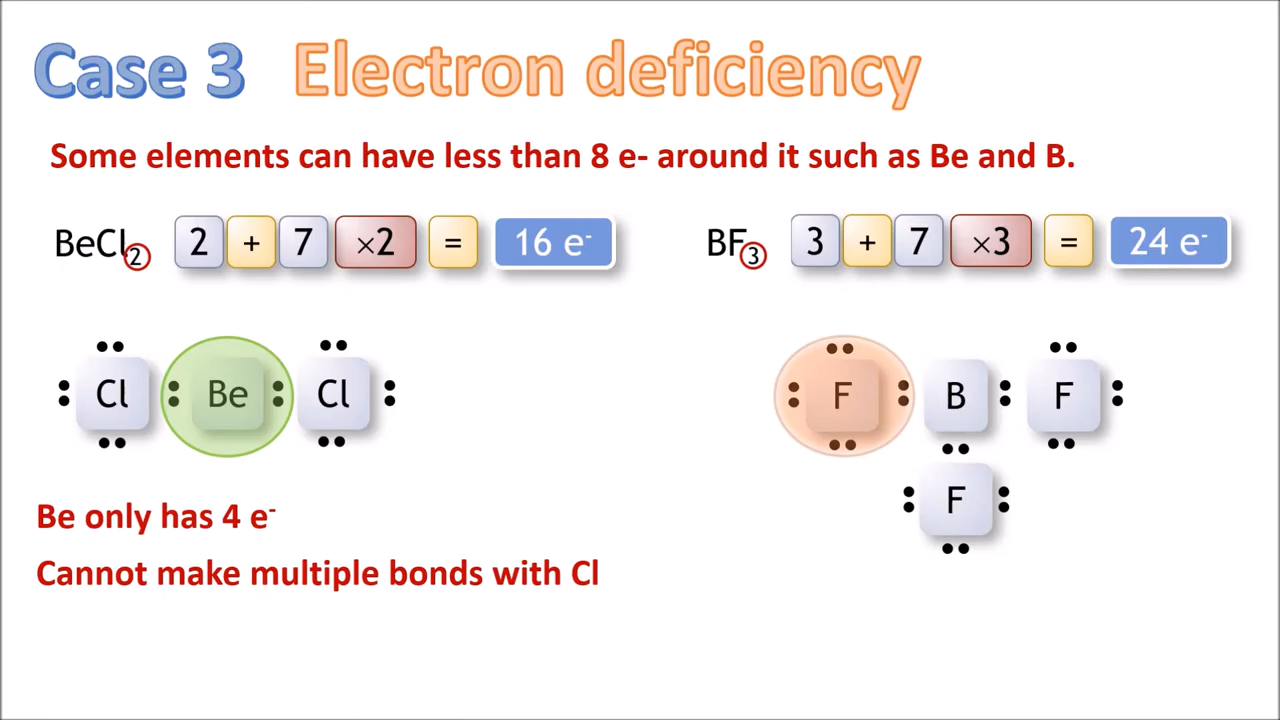 Case 3 Electron deficiency
Some elements can have less than 8 e- around it such as Be and B.
BeCl₂ 2 + 7 ×2 = 16 e⁻
BF₃ 3 + 7 ×3 = 24 e⁻
Cl Be Cl
F B F
F
Be only has 4 e⁻
Cannot make multiple bonds with Cl